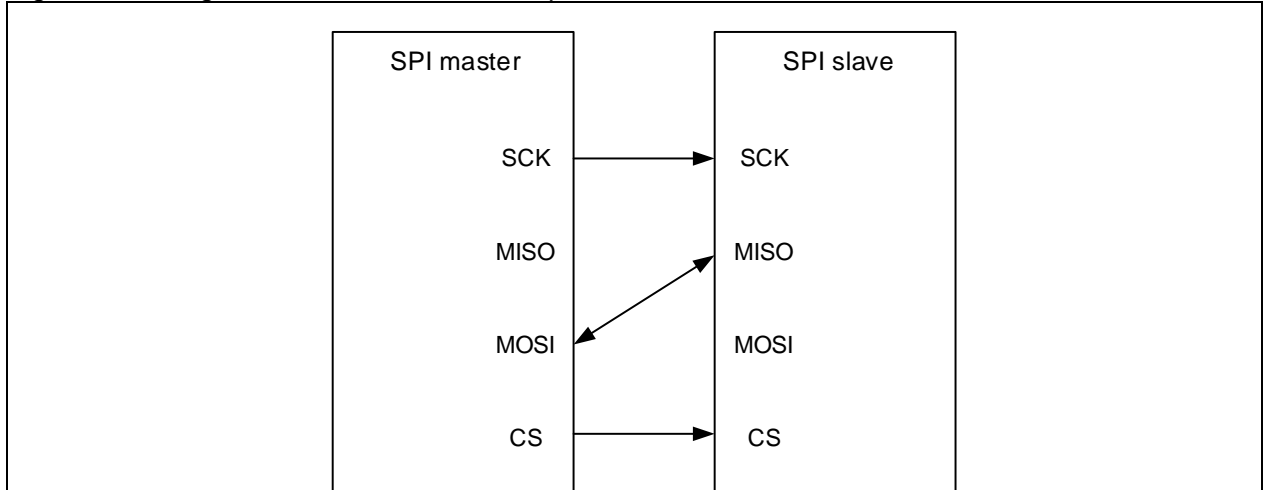 SPI master SPI slave
SCK SCK
MISO MISO
MOSI MOSI
CS CS